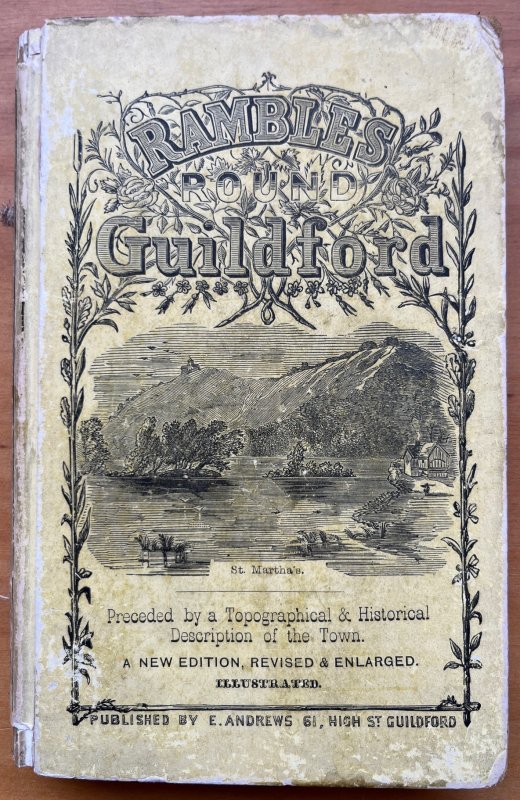 RAMBLES
ROUND
Guildford
St. Martha's.
Preceded by a Topographical & Historical
Description of the Town.
A NEW EDITION, REVISED & ENLARGED.
ILLUSTRATED.
PUBLISHED BY E. ANDREWS 61, HIGH ST GUILDFORD